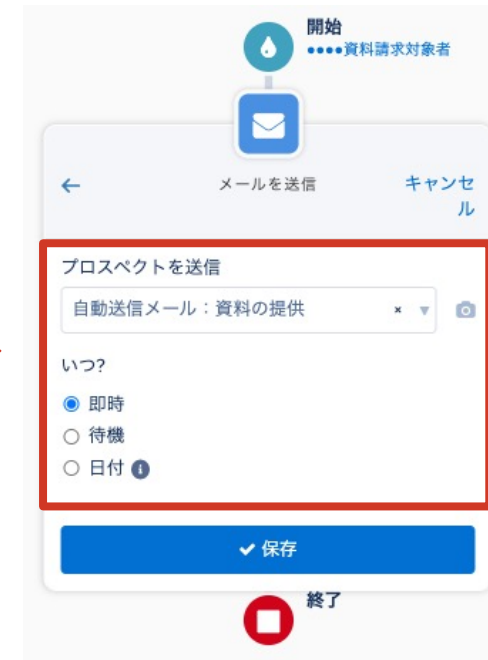 開始
●●●●資料請求対象者
メールを送信
キャンセ
ル
プロスペクトを送信
自動送信メール：資料の提供
いつ?
即時
待機
日付
保存
終了